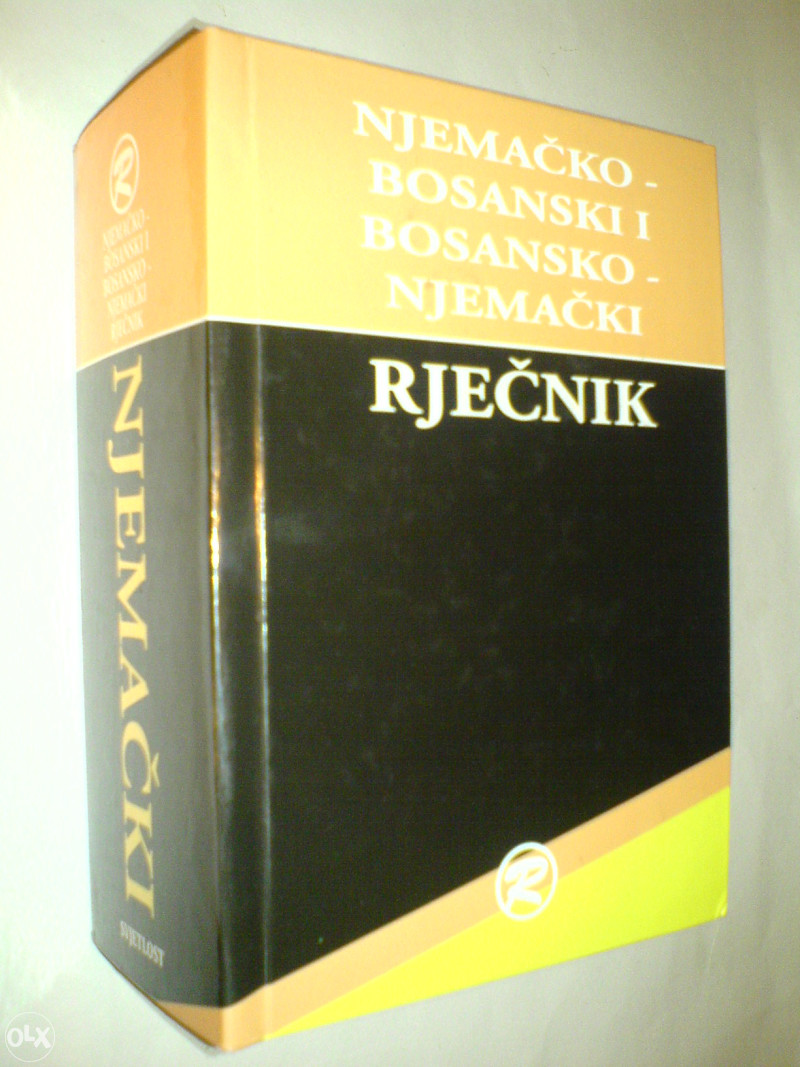 NJEMAČKO -
BOSANSKI I
BOSANSKO -
NJEMAČKI
RJEČNIK
R
R
NJEMAČKO -
BOSANSKI I
BOSANSKO -
NJEMAČKI
RJEČNIK
NJEMAČKI
SVJETLOST
OLX